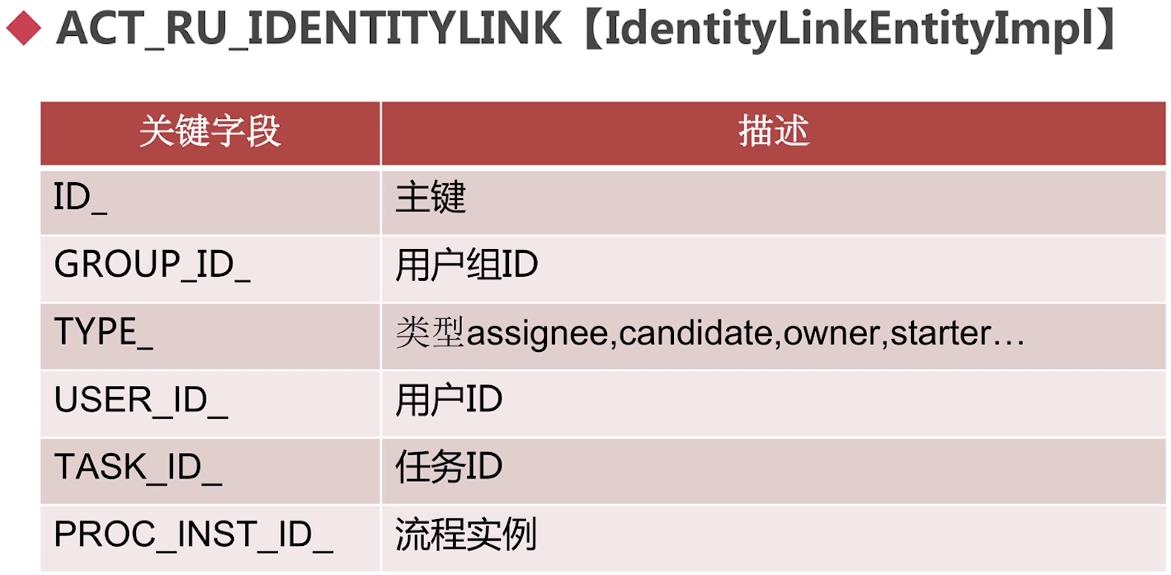 ACT_RU_IDENTITYLINK【IdentityLinkEntityImpl】
关键字段 描述
ID_ 主键
GROUP_ID_ 用户组ID
TYPE_ 类型assignee,candidate,owner,starter…
USER_ID_ 用户ID
TASK_ID_ 任务ID
PROC_INST_ID_ 流程实例